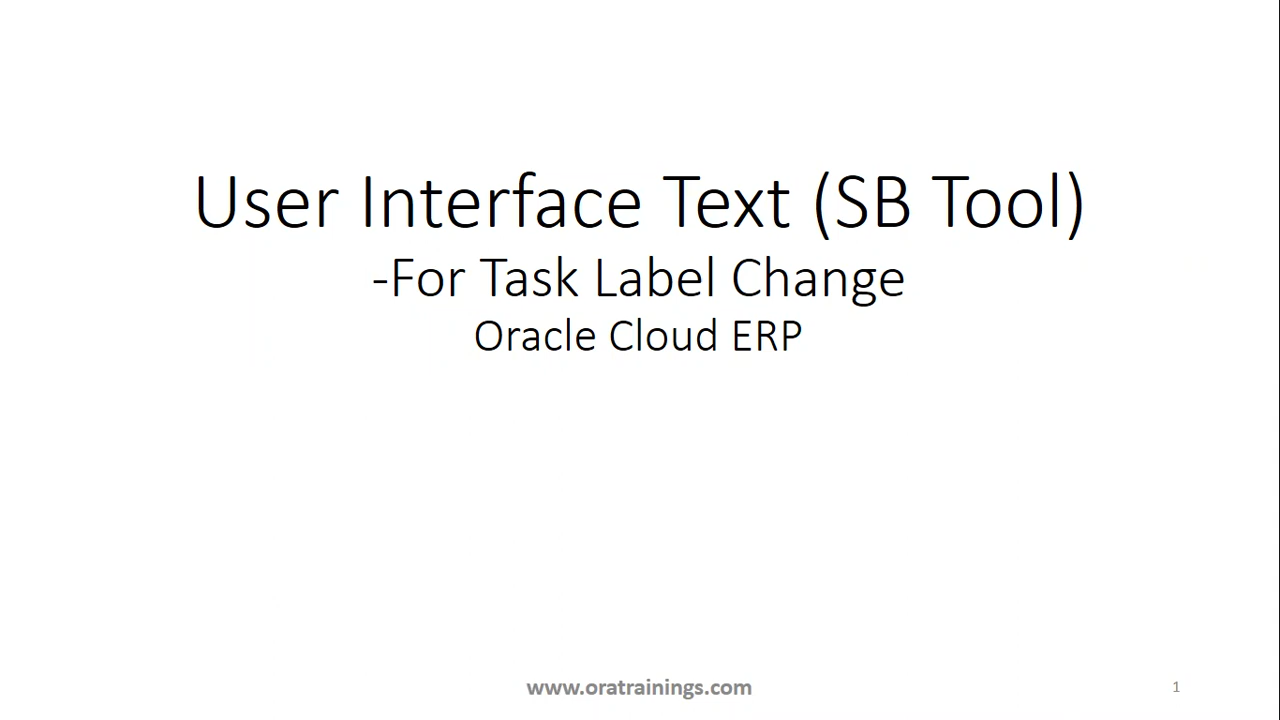 User Interface Text (SB Tool)
-For Task Label Change
Oracle Cloud ERP
www.oratrainings.com
1